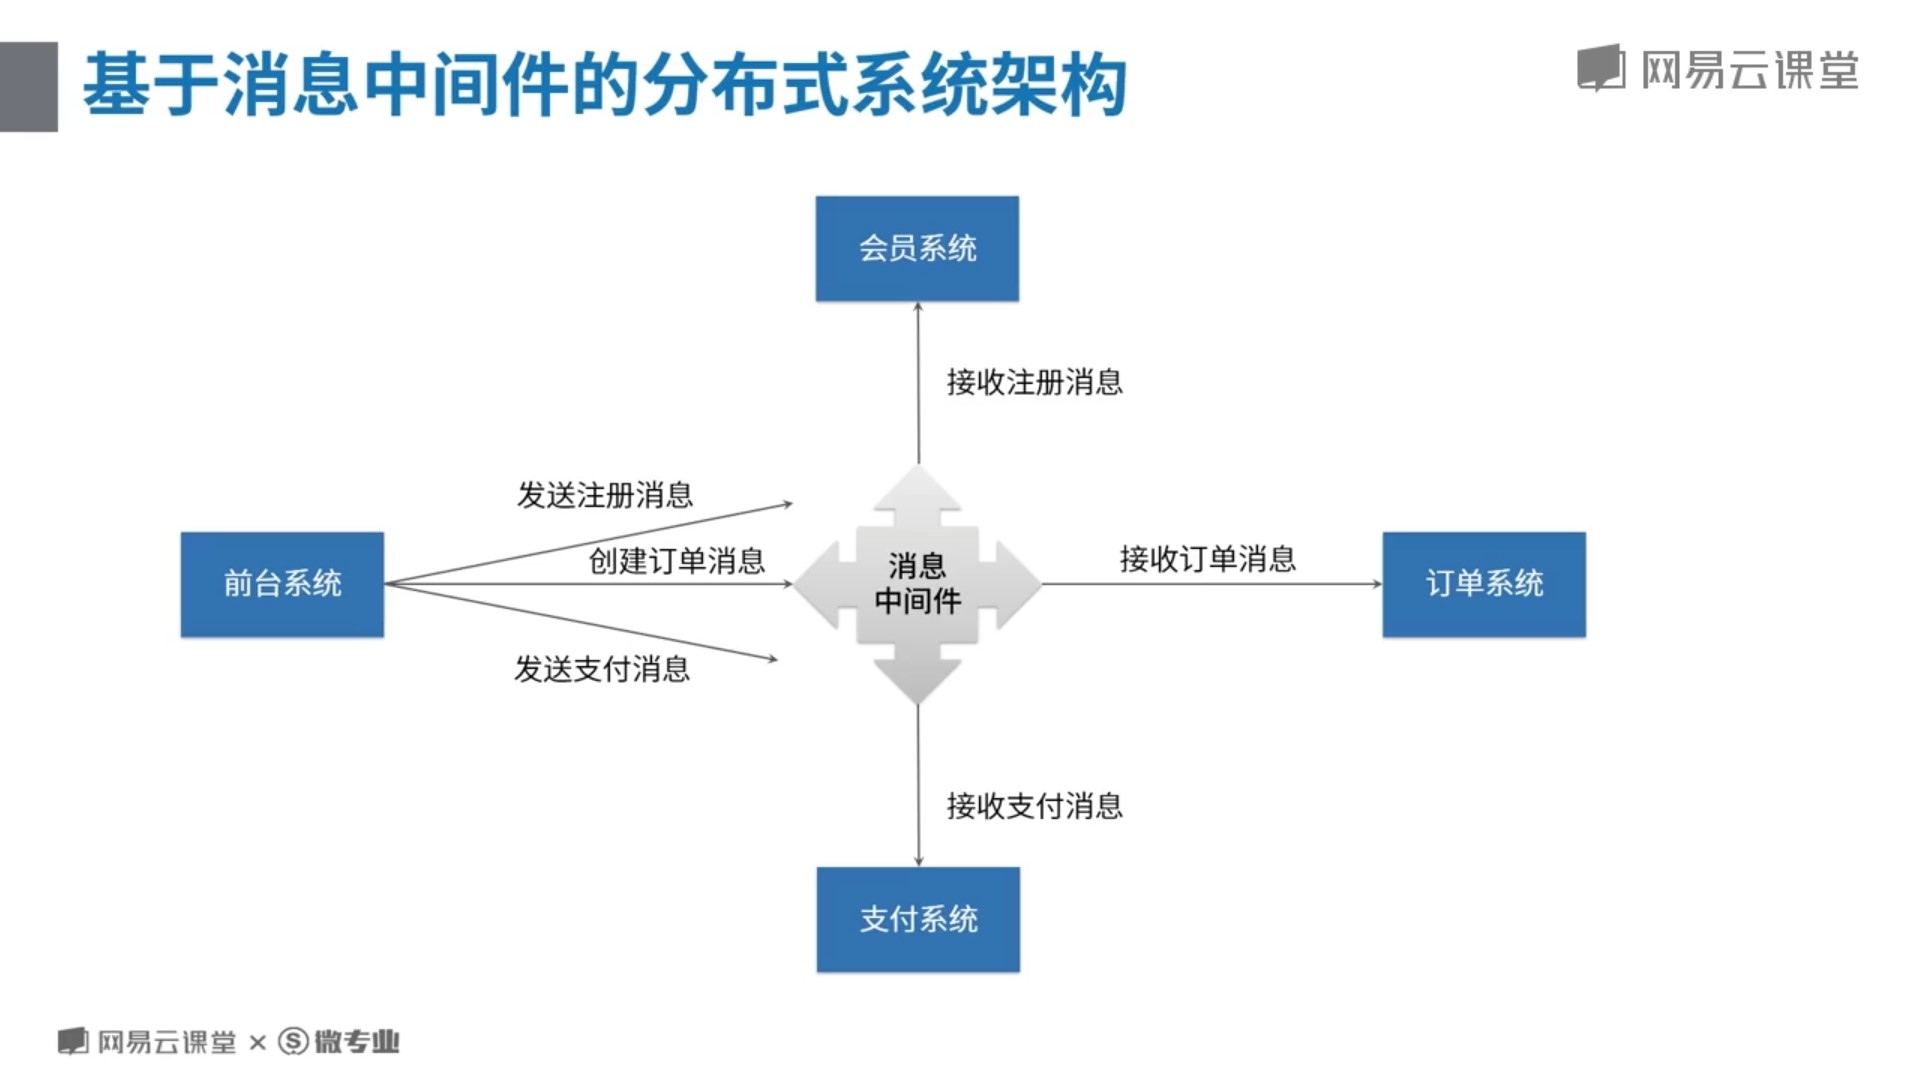 基于消息中间件的分布式系统架构
网易云课堂
会员系统
接收注册消息
发送注册消息
创建订单消息
前台系统
消息
中间件
接收订单消息
订单系统
发送支付消息
接收支付消息
支付系统
网易云课堂 × S 微专业